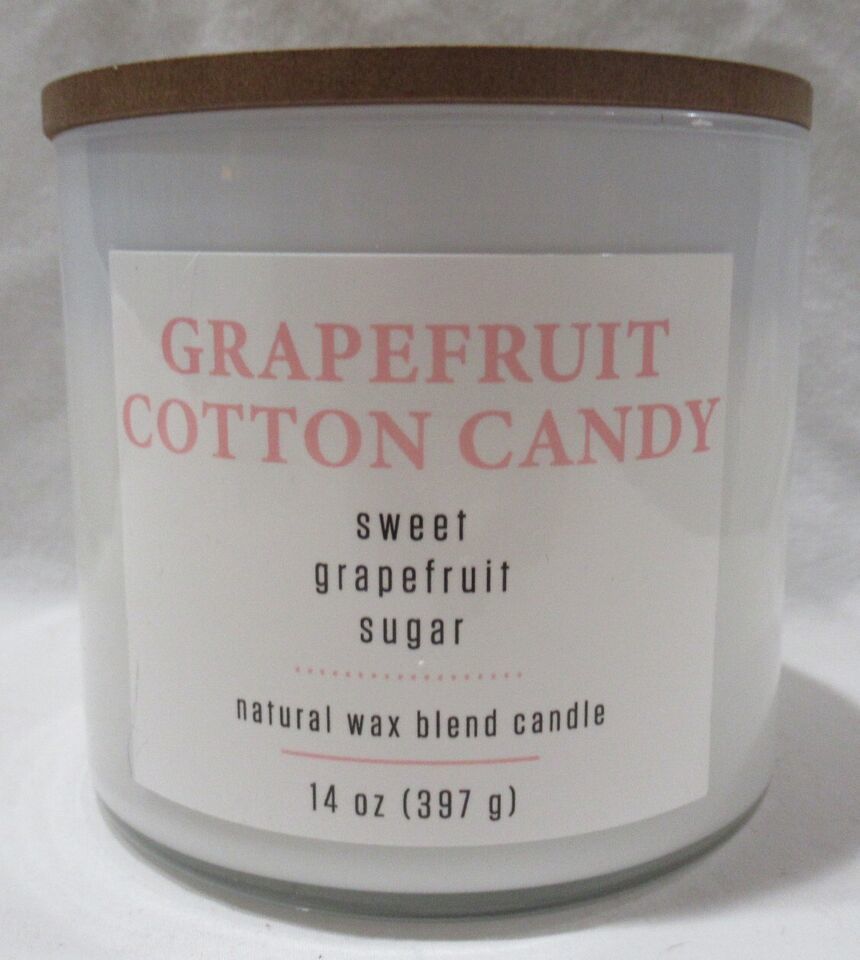 GRAPEFRUIT
COTTON CANDY
sweet
grapefruit
sugar
natural wax blend candle
14 oz (397 g)